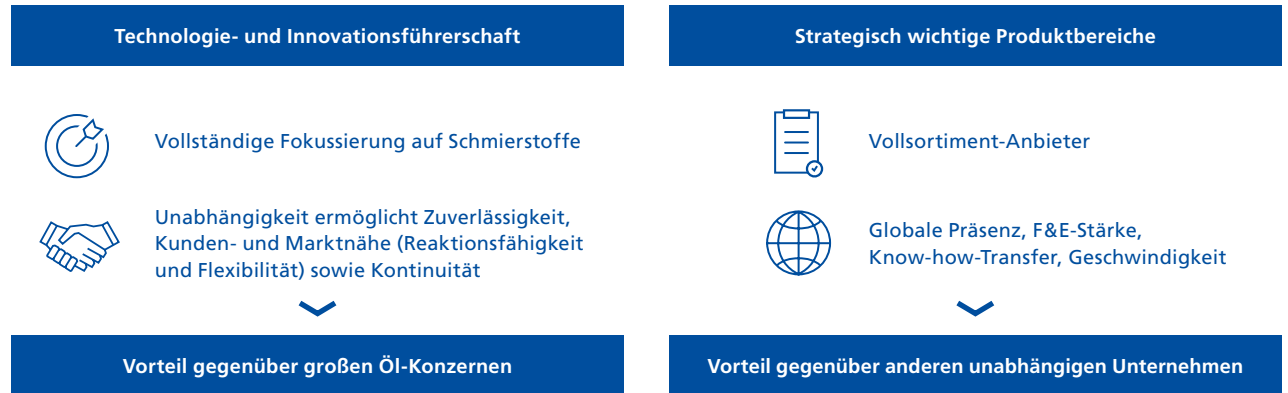 Technologie- und Innovationsführerschaft
Vollständige Fokussierung auf Schmierstoffe
Unabhängigkeit ermöglicht Zuverlässigkeit,
Kunden- und Marktnähe (Reaktionsfähigkeit
und Flexibilität) sowie Kontinuität
Vorteil gegenüber großen Öl-Konzernen
Strategisch wichtige Produktbereiche
Vollsortiment-Anbieter
Globale Präsenz, F&E-Stärke,
Know-how-Transfer, Geschwindigkeit
Vorteil gegenüber anderen unabhängigen Unternehmen